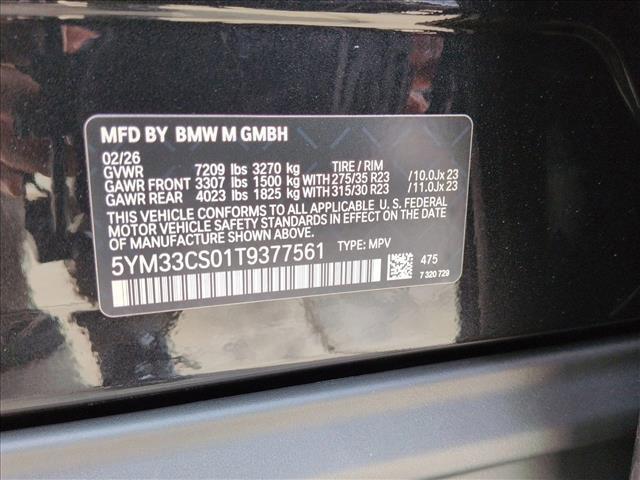 MFD BY BMW M GMBH
02/26
GVWR 7209 lbs 3270 kg TIRE / RIM
GAWR FRONT 3307 lbs 1500 kg WITH 275/35 R23 /10.0Jx 23
GAWR REAR 4023 lbs 1825 kg WITH 315/30 R23 /11.0Jx 23
THIS VEHICLE CONFORMS TO ALL APPLICABLE U.S. FEDERAL
MOTOR VEHICLE SAFETY STANDARDS IN EFFECT ON THE DATE
OF MANUFACTURE SHOWN ABOVE.
5YM33CS01T9377561 TYPE: MPV 475
7 320 729